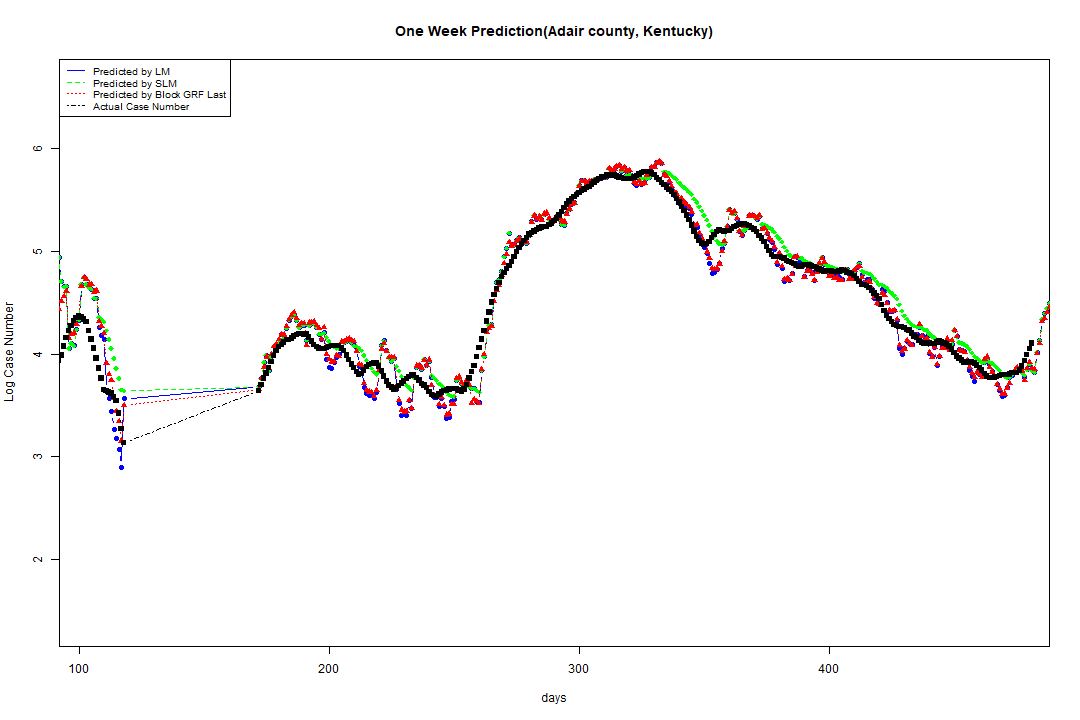 One Week Prediction(Adair county, Kentucky)
Predicted by LM
Predicted by SLM
Predicted by Block GRF Last
Actual Case Number
6
5
4
3
2
Log Case Number
100 200 300 400
days